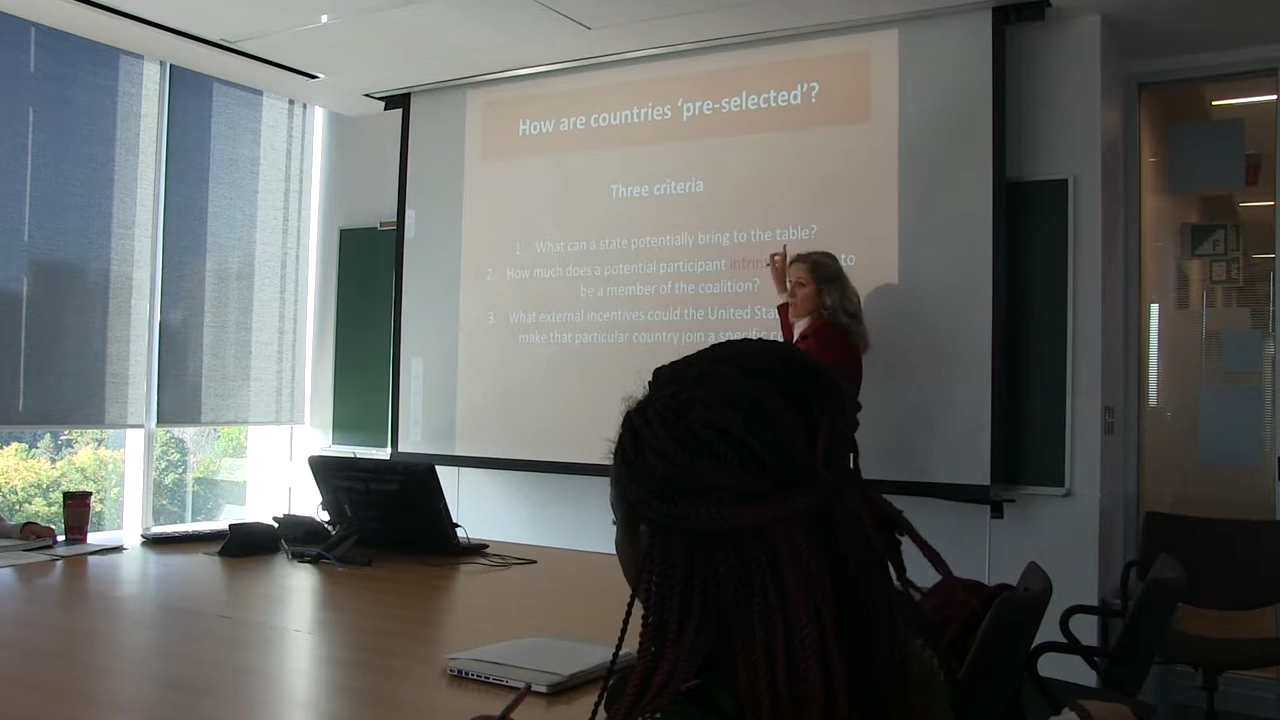 How are countries ‘pre-selected’?
Three criteria
1. What can a state potentially bring to the table?
2. How much does a potential participant to
be a member of the coalition?
3. What external incentives could the United
make that particular country join a specific